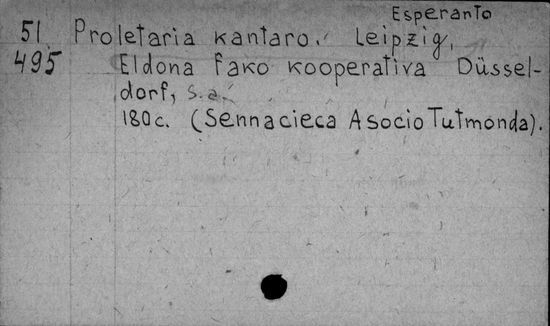 Esperanto
51 Proletaria kantaro. Leipzig,
495 Eldona fako kooperativa Düssel-
dorf, s.a.
180c. (Sennacieca Asocio Tutmonda).